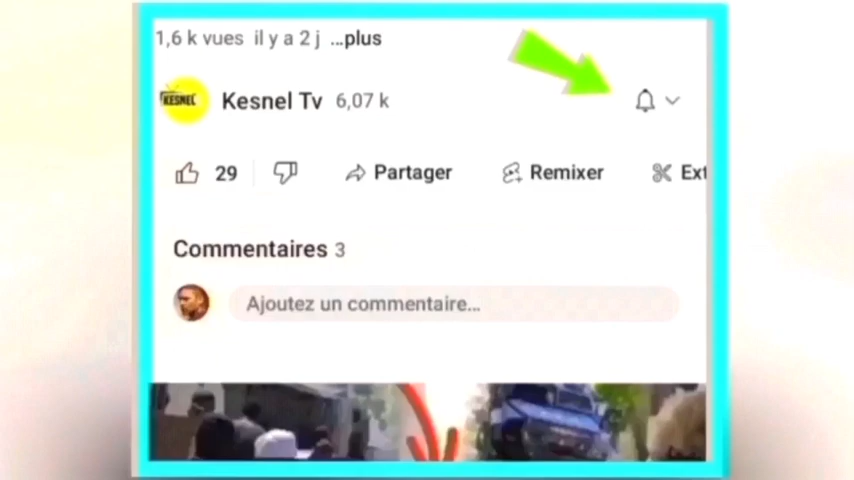 1,6 k vues il y a 2 j ...plus
KESNEL
Kesnel Tv 6,07 k
29 Partager Remixer Ext
Commentaires 3
Ajoutez un commentaire...